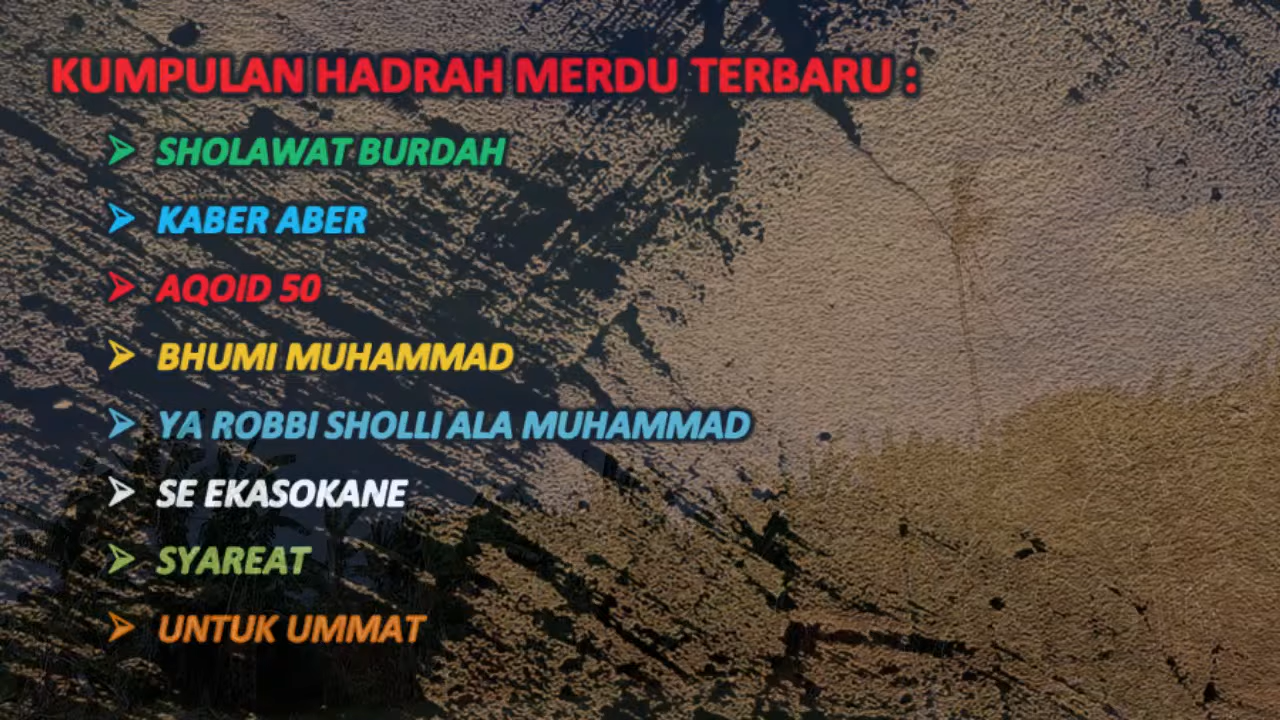 KUMPULAN HADRAH MERDU TERBARU :
SHOLAWAT BURDAH
KABER ABER
AQOID 50
BHUMI MUHAMMAD
YA ROBBI SHOLLI ALA MUHAMMAD
SE EKASOKANE
SYAREAT
UNTUK UMMAT